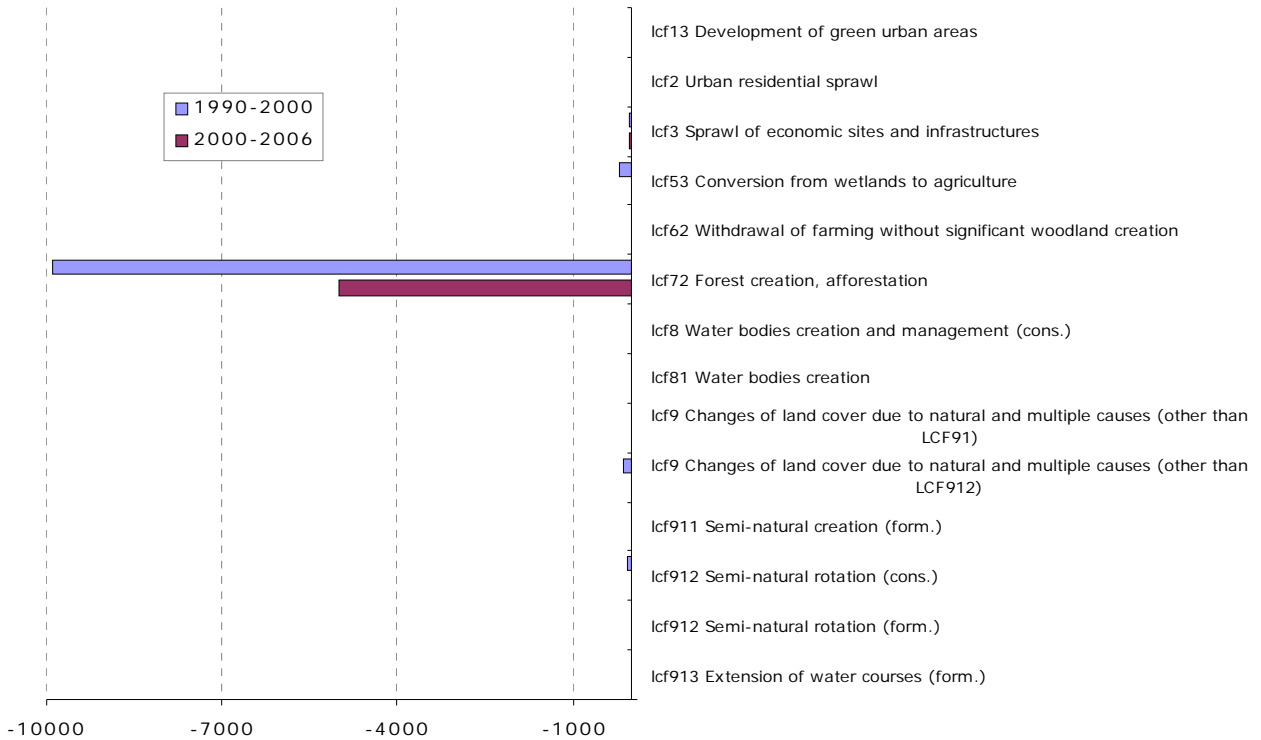 lcf13 Development of green urban areas
lcf2 Urban residential sprawl
1990-2000
2000-2006
lcf3 Sprawl of economic sites and infrastructures
lcf53 Conversion from wetlands to agriculture
lcf62 Withdrawal of farming without significant woodland creation
lcf72 Forest creation, afforestation
lcf8 Water bodies creation and management (cons.)
lcf81 Water bodies creation
lcf9 Changes of land cover due to natural and multiple causes (other than
LCF91)
lcf9 Changes of land cover due to natural and multiple causes (other than
LCF912)
lcf911 Semi-natural creation (form.)
lcf912 Semi-natural rotation (cons.)
lcf912 Semi-natural rotation (form.)
lcf913 Extension of water courses (form.)
-10000 -7000 -4000 -1000